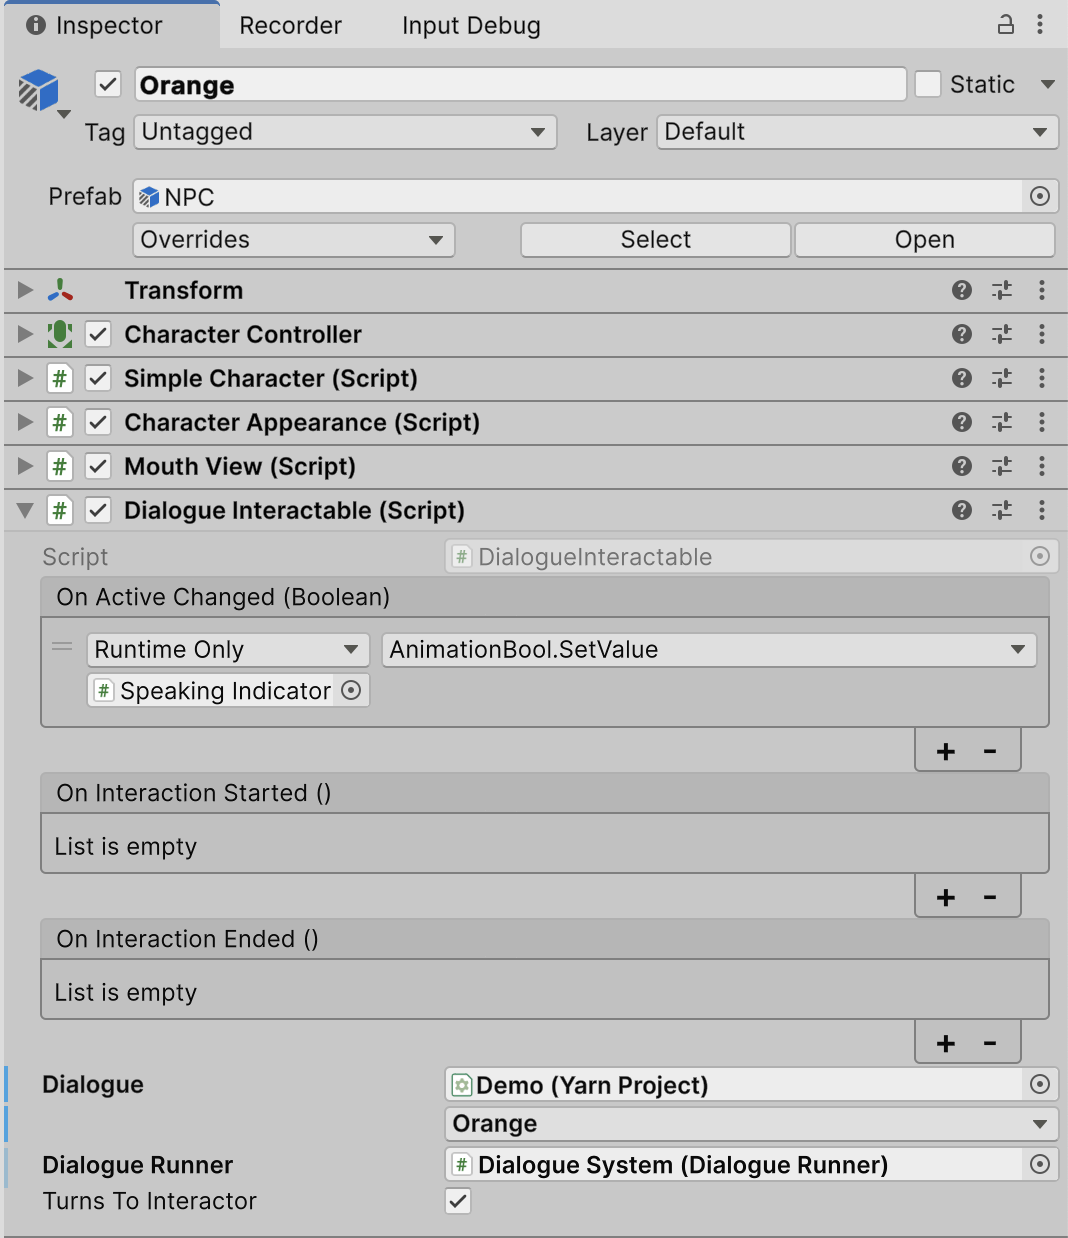 Inspector Recorder Input Debug
Orange Static
Tag Untagged Layer Default
Prefab NPC
Overrides Select Open
Transform
Character Controller
# Simple Character (Script)
# Character Appearance (Script)
# Mouth View (Script)
# Dialogue Interactable (Script)
Script # DialogueInteractable
On Active Changed (Boolean)
Runtime Only AnimationBool.SetValue
# Speaking Indicator
+ -
On Interaction Started ()
List is empty
+ -
On Interaction Ended ()
List is empty
+ -
Dialogue Demo (Yarn Project)
Orange
Dialogue Runner # Dialogue System (Dialogue Runner)
Turns To Interactor